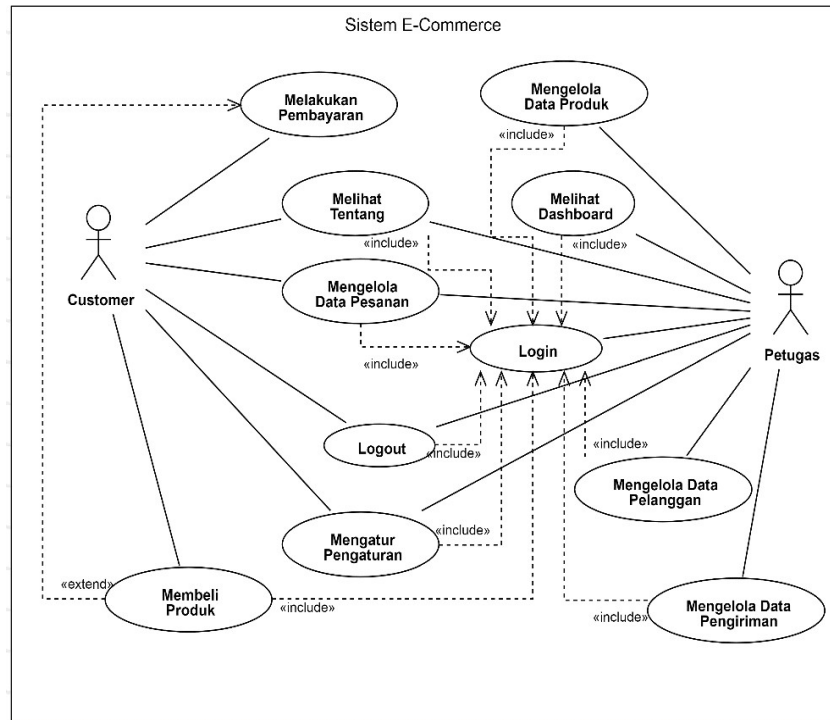 Sistem E-Commerce
Melakukan
Pembayaran
Mengelola
Data Produk
«include»
Melihat
Tentang
Melihat
Dashboard
«include»
«include»
Customer
Mengelola
Data Pesanan
Petugas
Login
«include»
Logout
«include»
«include»
Mengelola Data
Pelanggan
Mengatur
Pengaturan
«include»
«extend»
Membeli
Produk
«include»
Mengelola Data
Pengiriman
«include»